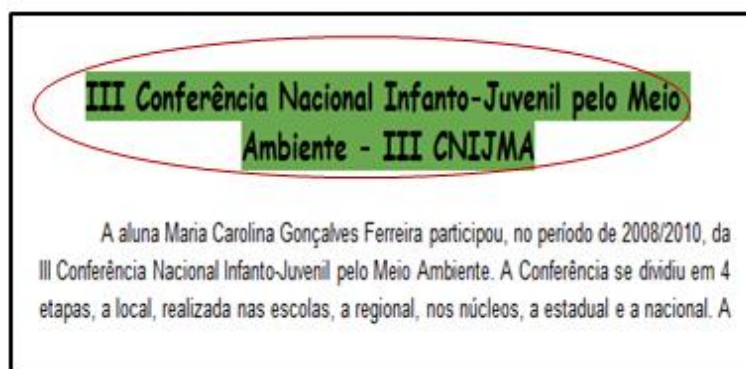 III Conferência Nacional Infanto-Juvenil pelo Meio
Ambiente - III CNIJMA
A aluna Maria Carolina Gonçalves Ferreira participou, no período de 2008/2010, da
III Conferência Nacional Infanto-Juvenil pelo Meio Ambiente. A Conferência se dividiu em 4
etapas, a local, realizada nas escolas, a regional, nos núcleos, a estadual e a nacional. A